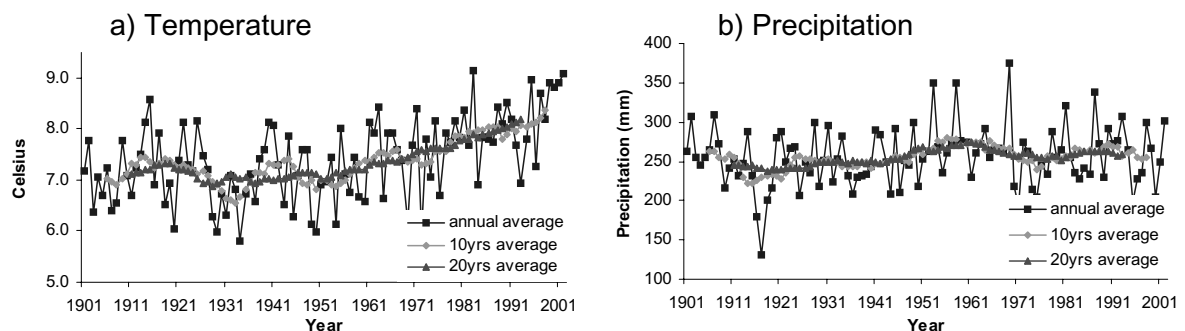 a) Temperature
Celsius
9.0
8.0
7.0
6.0
5.0
annual average
10yrs average
20yrs average
1901 1911 1921 1931 1941 1951 1961 1971 1981 1991 2001
Year
b) Precipitation
Precipitation (mm)
400
350
300
250
200
150
100
annual average
10yrs average
20yrs average
1901 1911 1921 1931 1941 1951 1961 1971 1981 1991 2001
Year